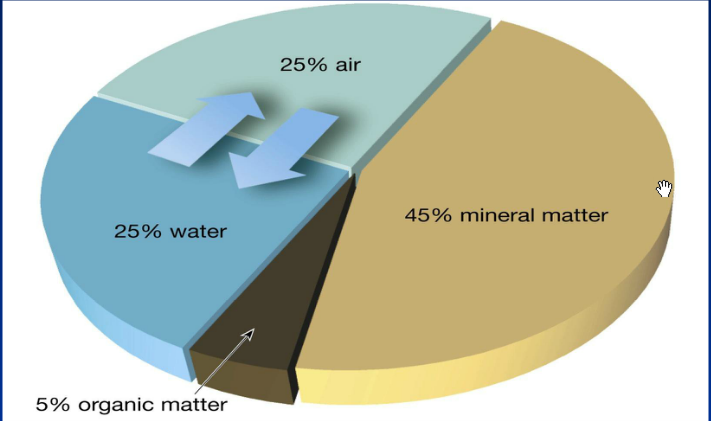 25% air
45% mineral matter
25% water
5% organic matter